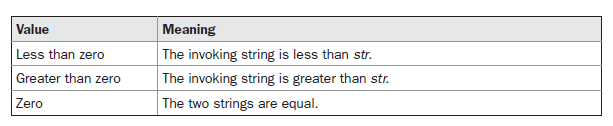 Value Meaning
Less than zero The invoking string is less than str.
Greater than zero The invoking string is greater than str.
Zero The two strings are equal.